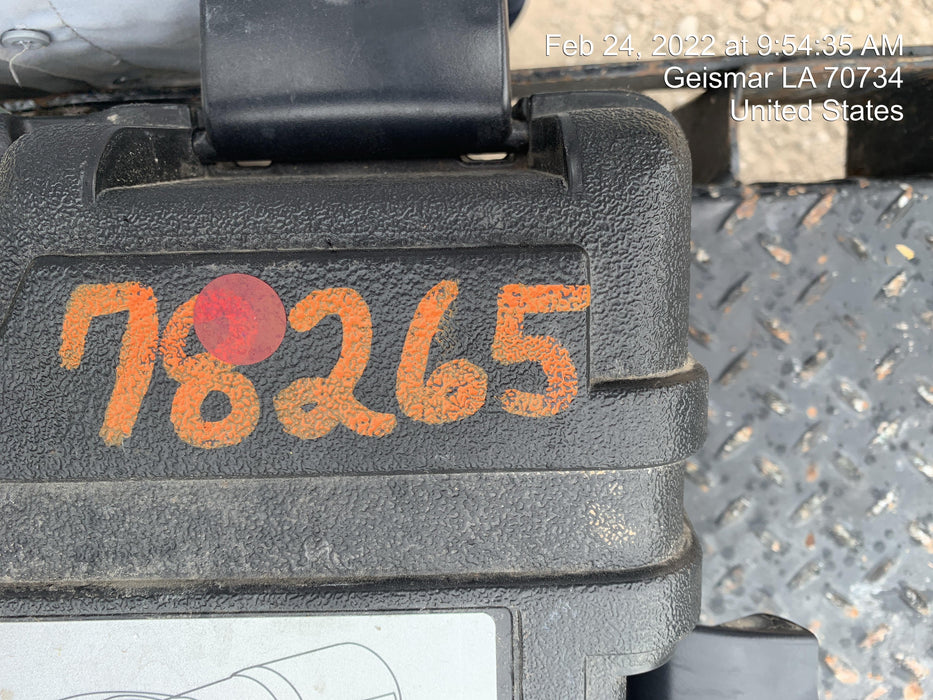 Feb 24, 2022 at 9:54:35 AM
Geismar LA 70734
United States
78265